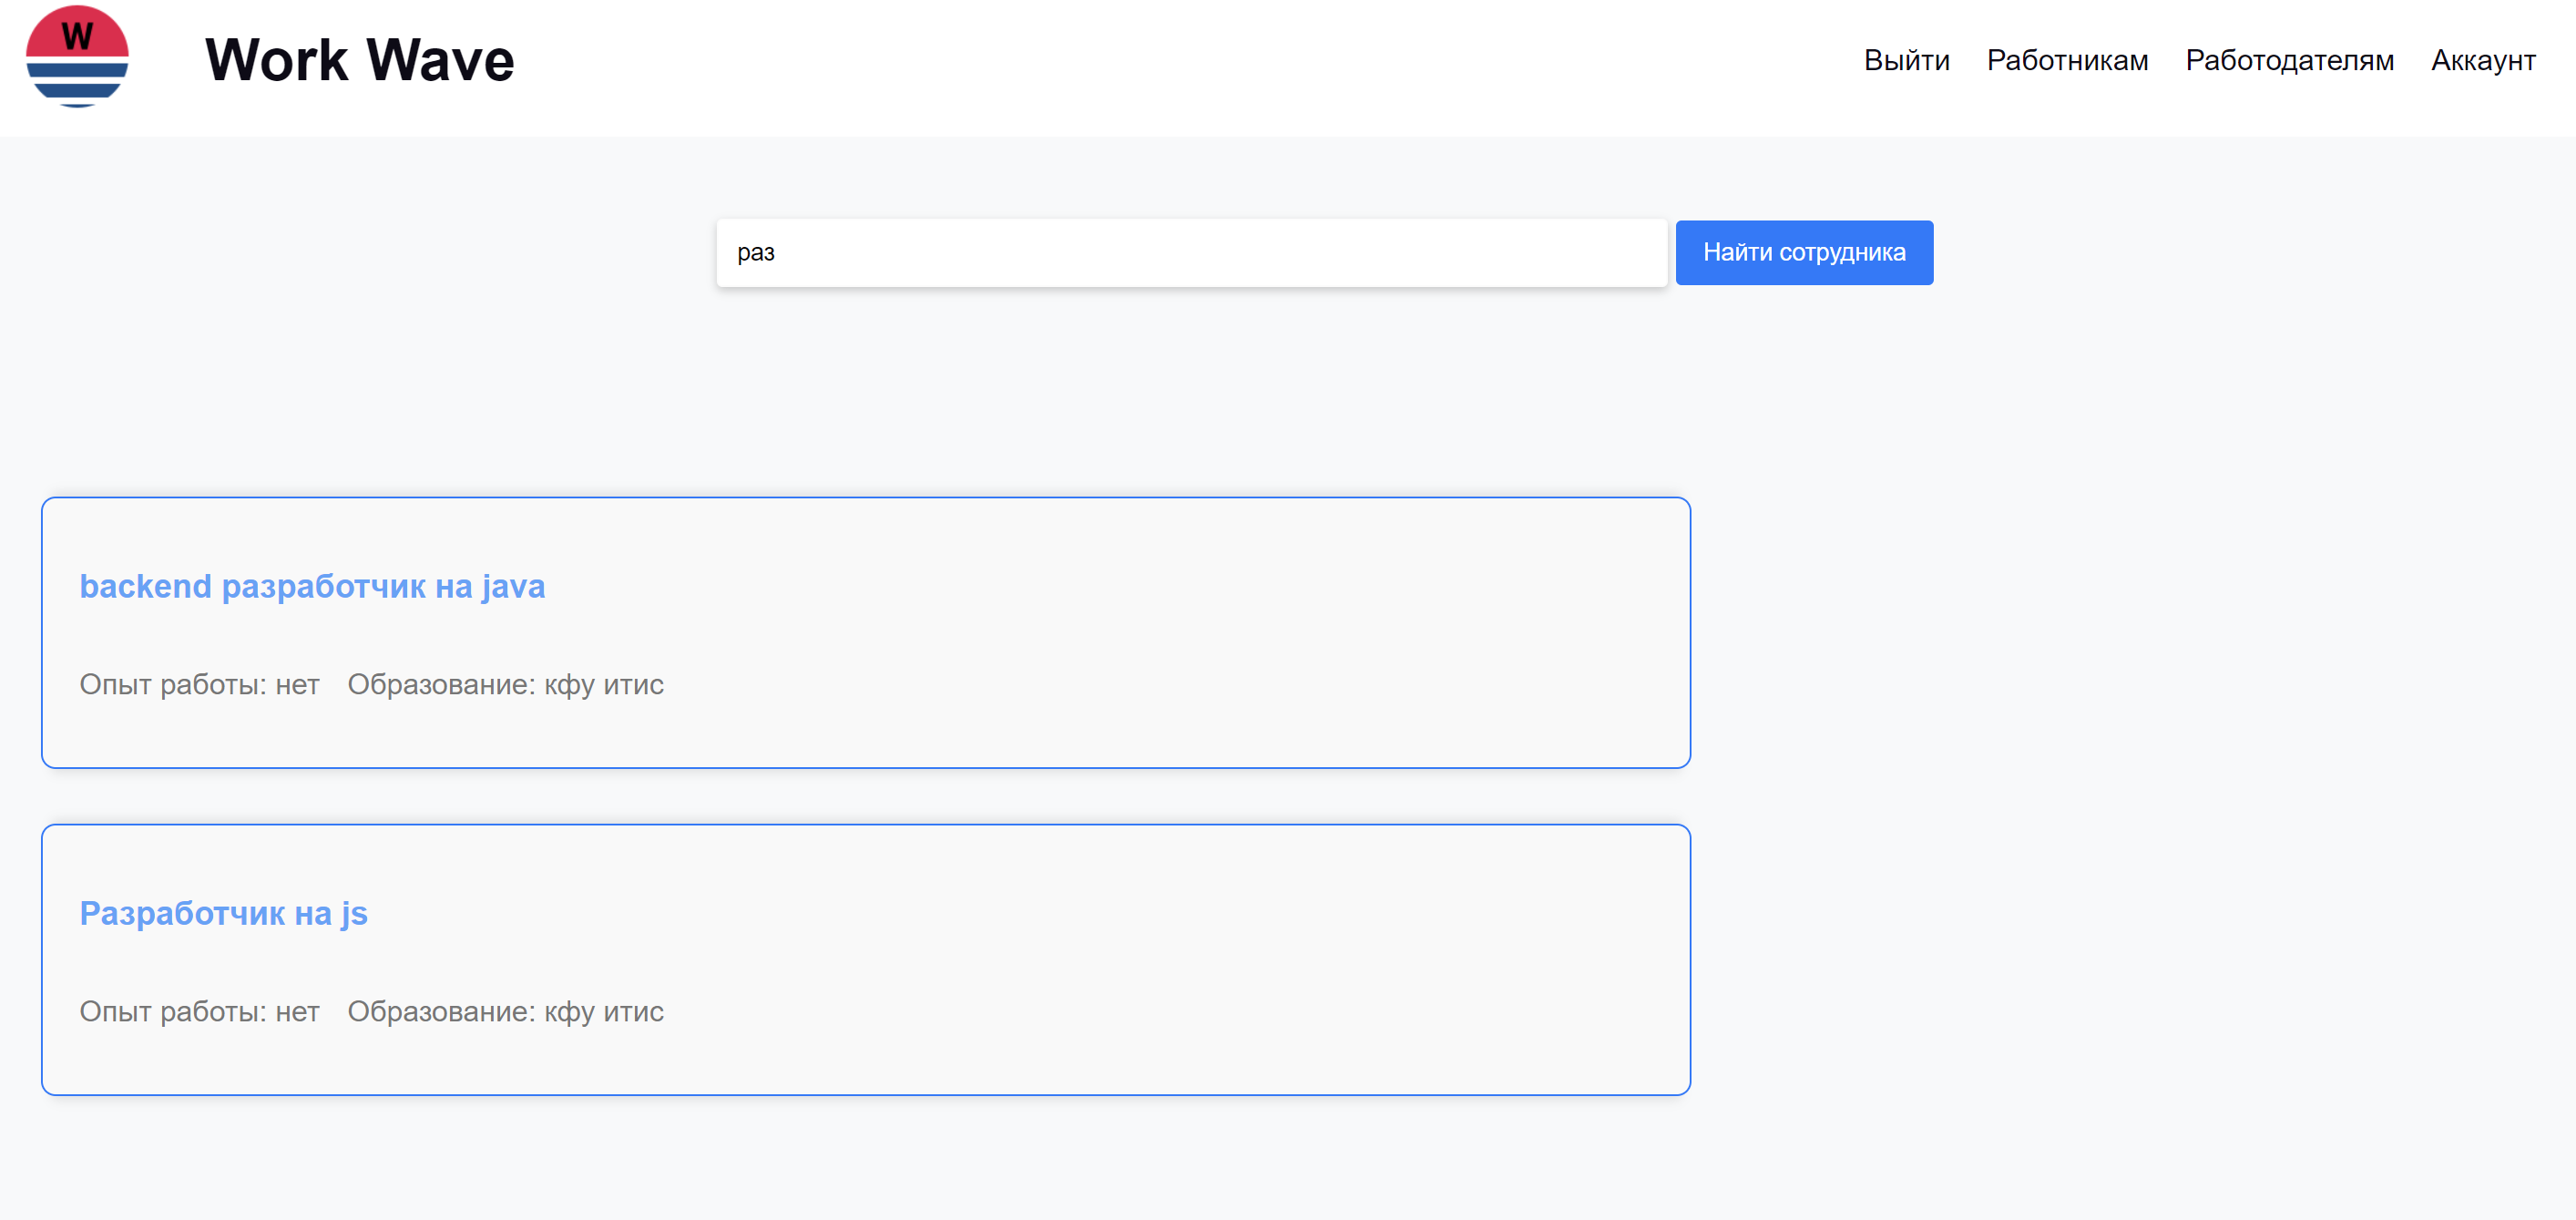 W
Work Wave
Выйти Работникам Работодателям Аккаунт
раз
Найти сотрудника
backend разработчик на java
Опыт работы: нет Образование: кфу итис
Разработчик на js
Опыт работы: нет Образование: кфу итис